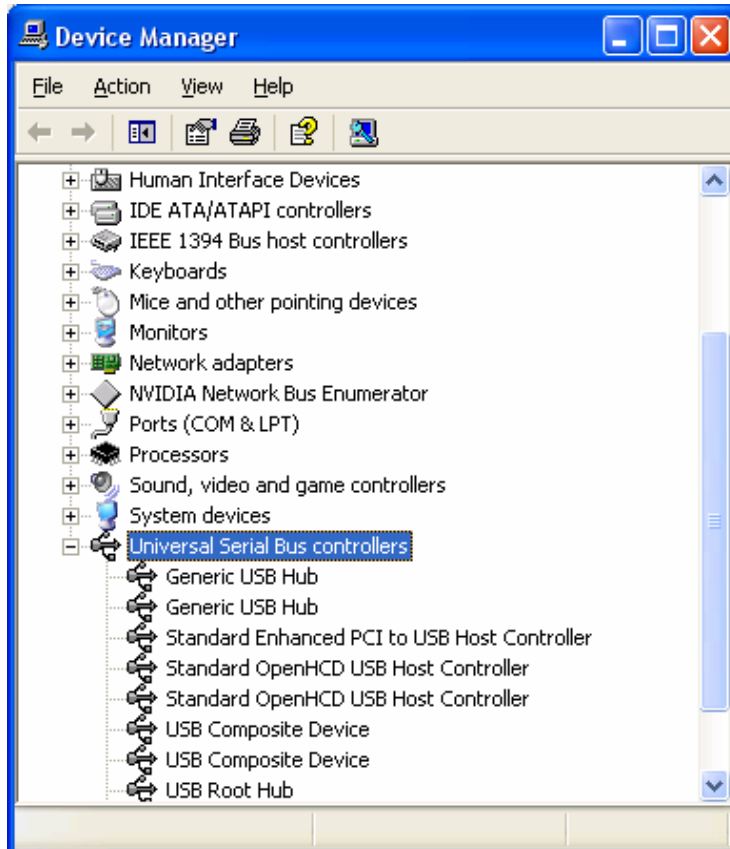 Device Manager
File Action View Help
Human Interface Devices
IDE ATA/ATAPI controllers
IEEE 1394 Bus host controllers
Keyboards
Mice and other pointing devices
Monitors
Network adapters
NVIDIA Network Bus Enumerator
Ports (COM & LPT)
Processors
Sound, video and game controllers
System devices
Universal Serial Bus controllers
Generic USB Hub
Generic USB Hub
Standard Enhanced PCI to USB Host Controller
Standard OpenHCD USB Host Controller
Standard OpenHCD USB Host Controller
USB Composite Device
USB Composite Device
USB Root Hub